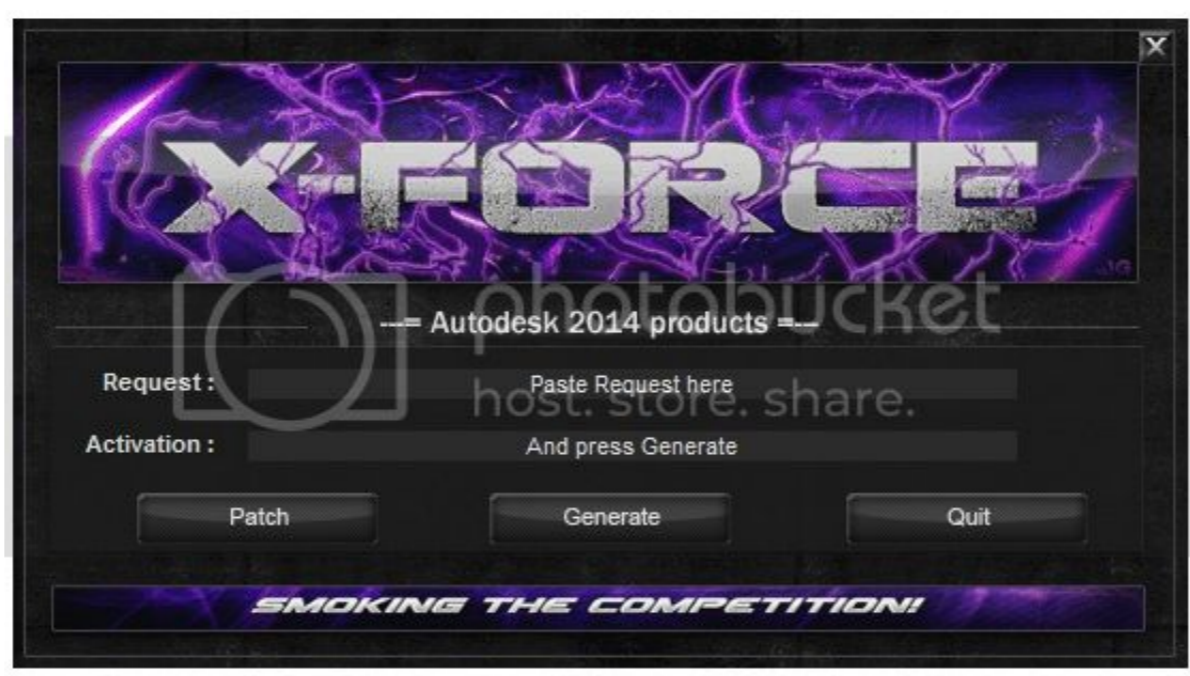 X
X-FORCE
JG
---= Autodesk 2014 products =---
photobucket
Request :
Paste Request here
host. store. share.
Activation :
And press Generate
Patch
Generate
Quit
SMOKING THE COMPETITION!